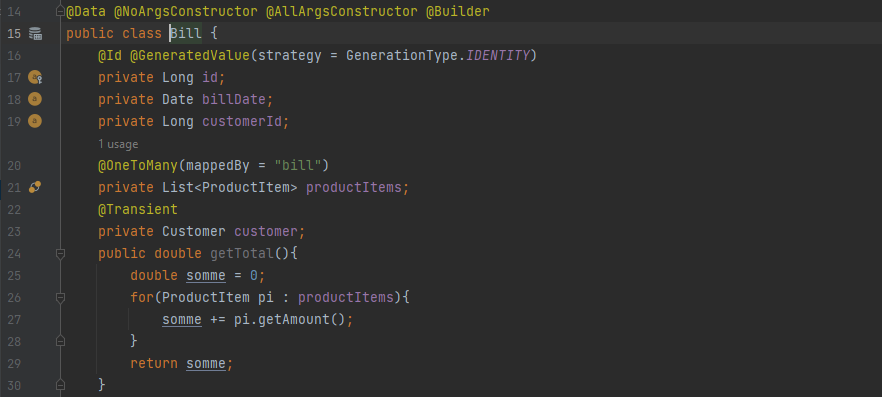 14 @Data @NoArgsConstructor @AllArgsConstructor @Builder
15 public class Bill {
16 @Id @GeneratedValue(strategy = GenerationType.IDENTITY)
17 private Long id;
18 private Date billDate;
19 private Long customerId;
1 usage
20 @OneToMany(mappedBy = "bill")
21 private List<ProductItem> productItems;
22 @Transient
23 private Customer customer;
24 public double getTotal(){
25 double somme = 0;
26 for(ProductItem pi : productItems){
27 somme += pi.getAmount();
28 }
29 return somme;
30 }